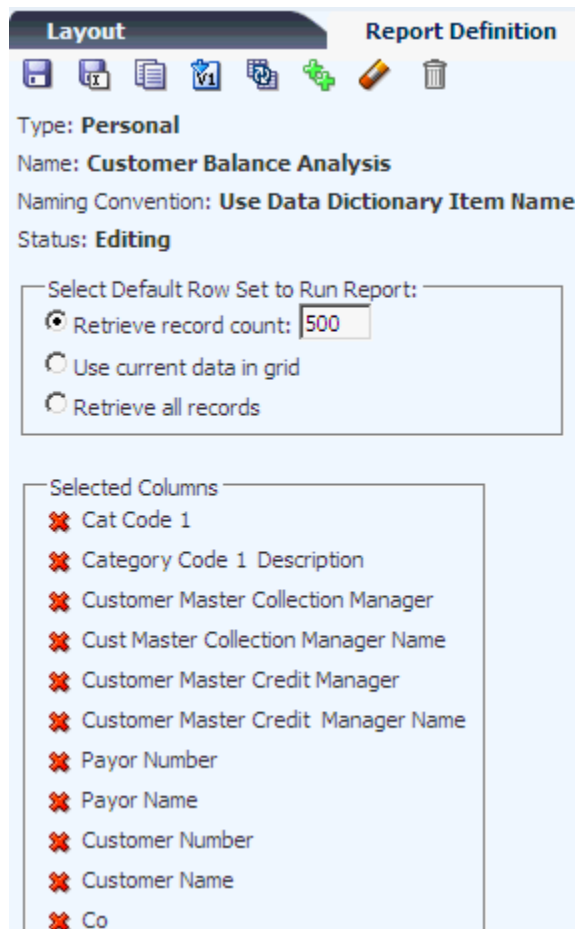 Layout Report Definition
V1
Type: Personal
Name: Customer Balance Analysis
Naming Convention: Use Data Dictionary Item Name
Status: Editing
Select Default Row Set to Run Report:
Retrieve record count: 500
Use current data in grid
Retrieve all records
Selected Columns
Cat Code 1
Category Code 1 Description
Customer Master Collection Manager
Cust Master Collection Manager Name
Customer Master Credit Manager
Customer Master Credit Manager Name
Payor Number
Payor Name
Customer Number
Customer Name
Co